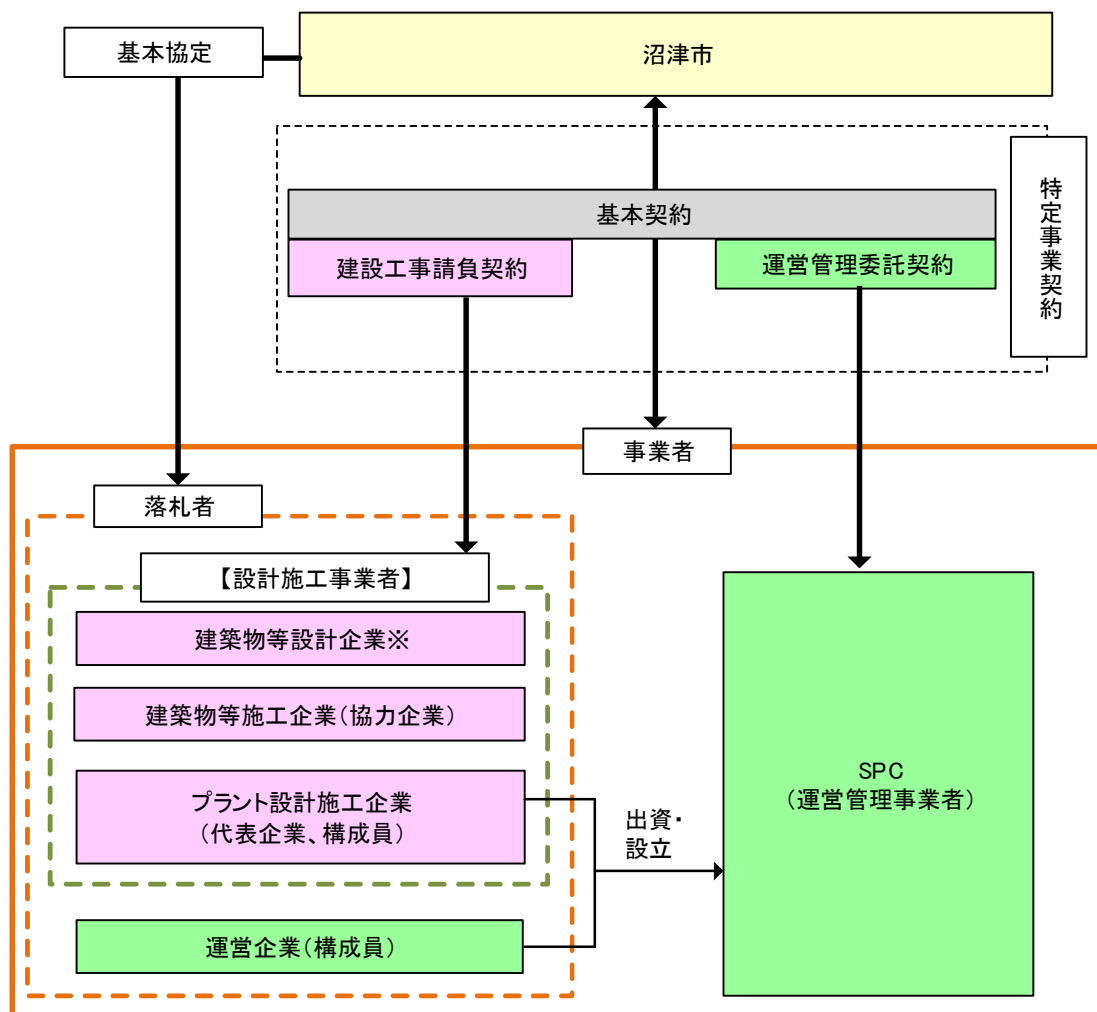 基本協定
沼津市
特定事業契約
基本契約
建設工事請負契約
運営管理委託契約
事業者
落札者
【設計施工事業者】
建築物等設計企業※
建築物等施工企業(協力企業)
プラント設計施工企業
(代表企業、構成員)
運営企業(構成員)
出資・
設立
SPC
(運営管理事業者)